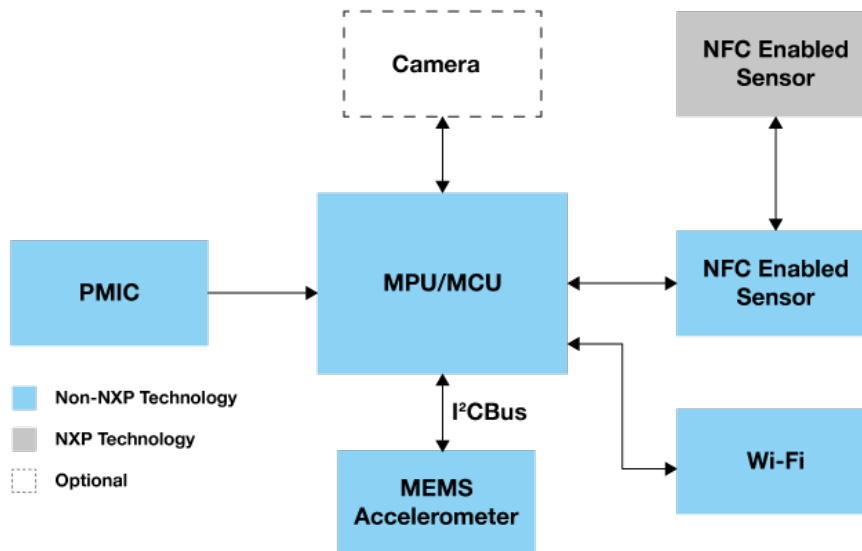 Camera
NFC Enabled
Sensor
PMIC
MPU/MCU
NFC Enabled
Sensor
Non-NXP Technology
NXP Technology
Optional
I²CBus
MEMS
Accelerometer
Wi-Fi